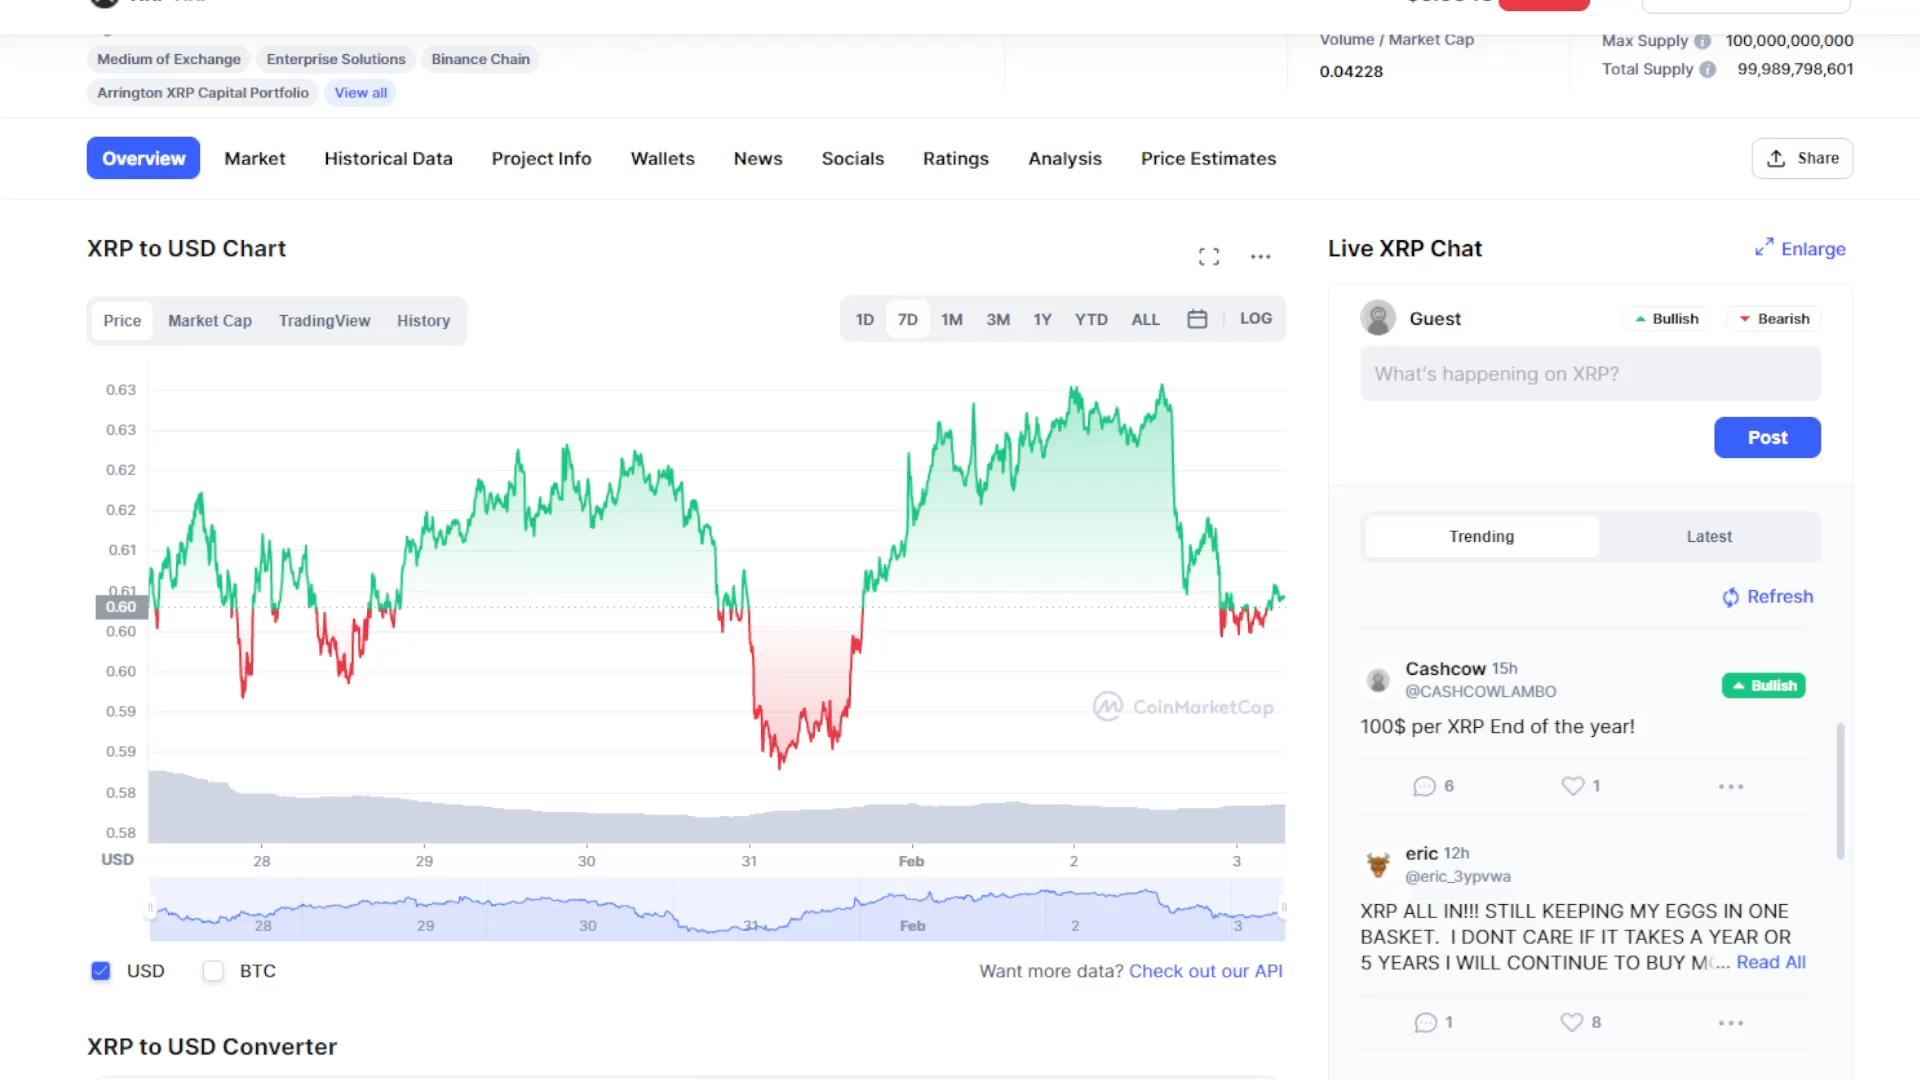 Volume / Market Cap
0.04228
Max Supply 100,000,000,000
Total Supply 99,989,798,601
Medium of Exchange Enterprise Solutions Binance Chain
Arrington XRP Capital Portfolio View all
Overview Market Historical Data Project Info Wallets News Socials Ratings Analysis Price Estimates Share
XRP to USD Chart
Price Market Cap TradingView History
1D 7D 1M 3M 1Y YTD ALL LOG
0.63
0.63
0.62
0.62
0.61
0.61
0.60
0.60
0.60
0.59
0.59
0.58
0.58
CoinMarketCap
USD 28 29 30 31 Feb 2 3
28 29 30 31 Feb 2 3
USD BTC
Want more data? Check out our API
XRP to USD Converter
Live XRP Chat Enlarge
Guest Bullish Bearish
What's happening on XRP?
Post
Trending Latest
Refresh
Cashcow 15h
@CASHCOWLAMBO
Bullish
100$ per XRP End of the year!
6 1
eric 12h
@eric_3ypvwa
XRP ALL IN!!! STILL KEEPING MY EGGS IN ONE
BASKET. I DONT CARE IF IT TAKES A YEAR OR
5 YEARS I WILL CONTINUE TO BUY M... Read All
1 8